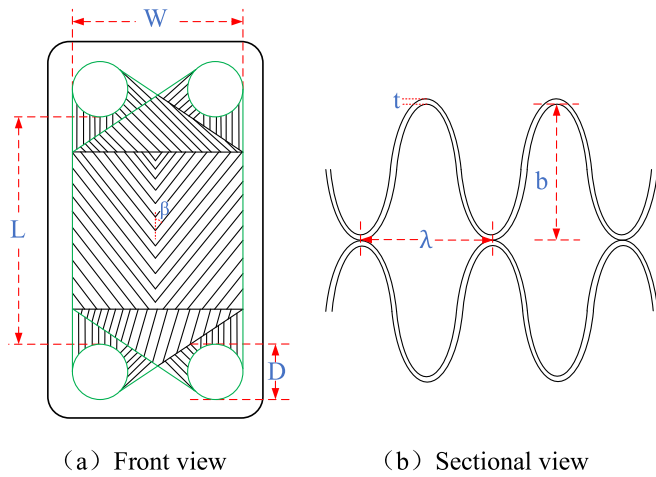 W
L
β
D
t
b
λ
（a）Front view
（b）Sectional view